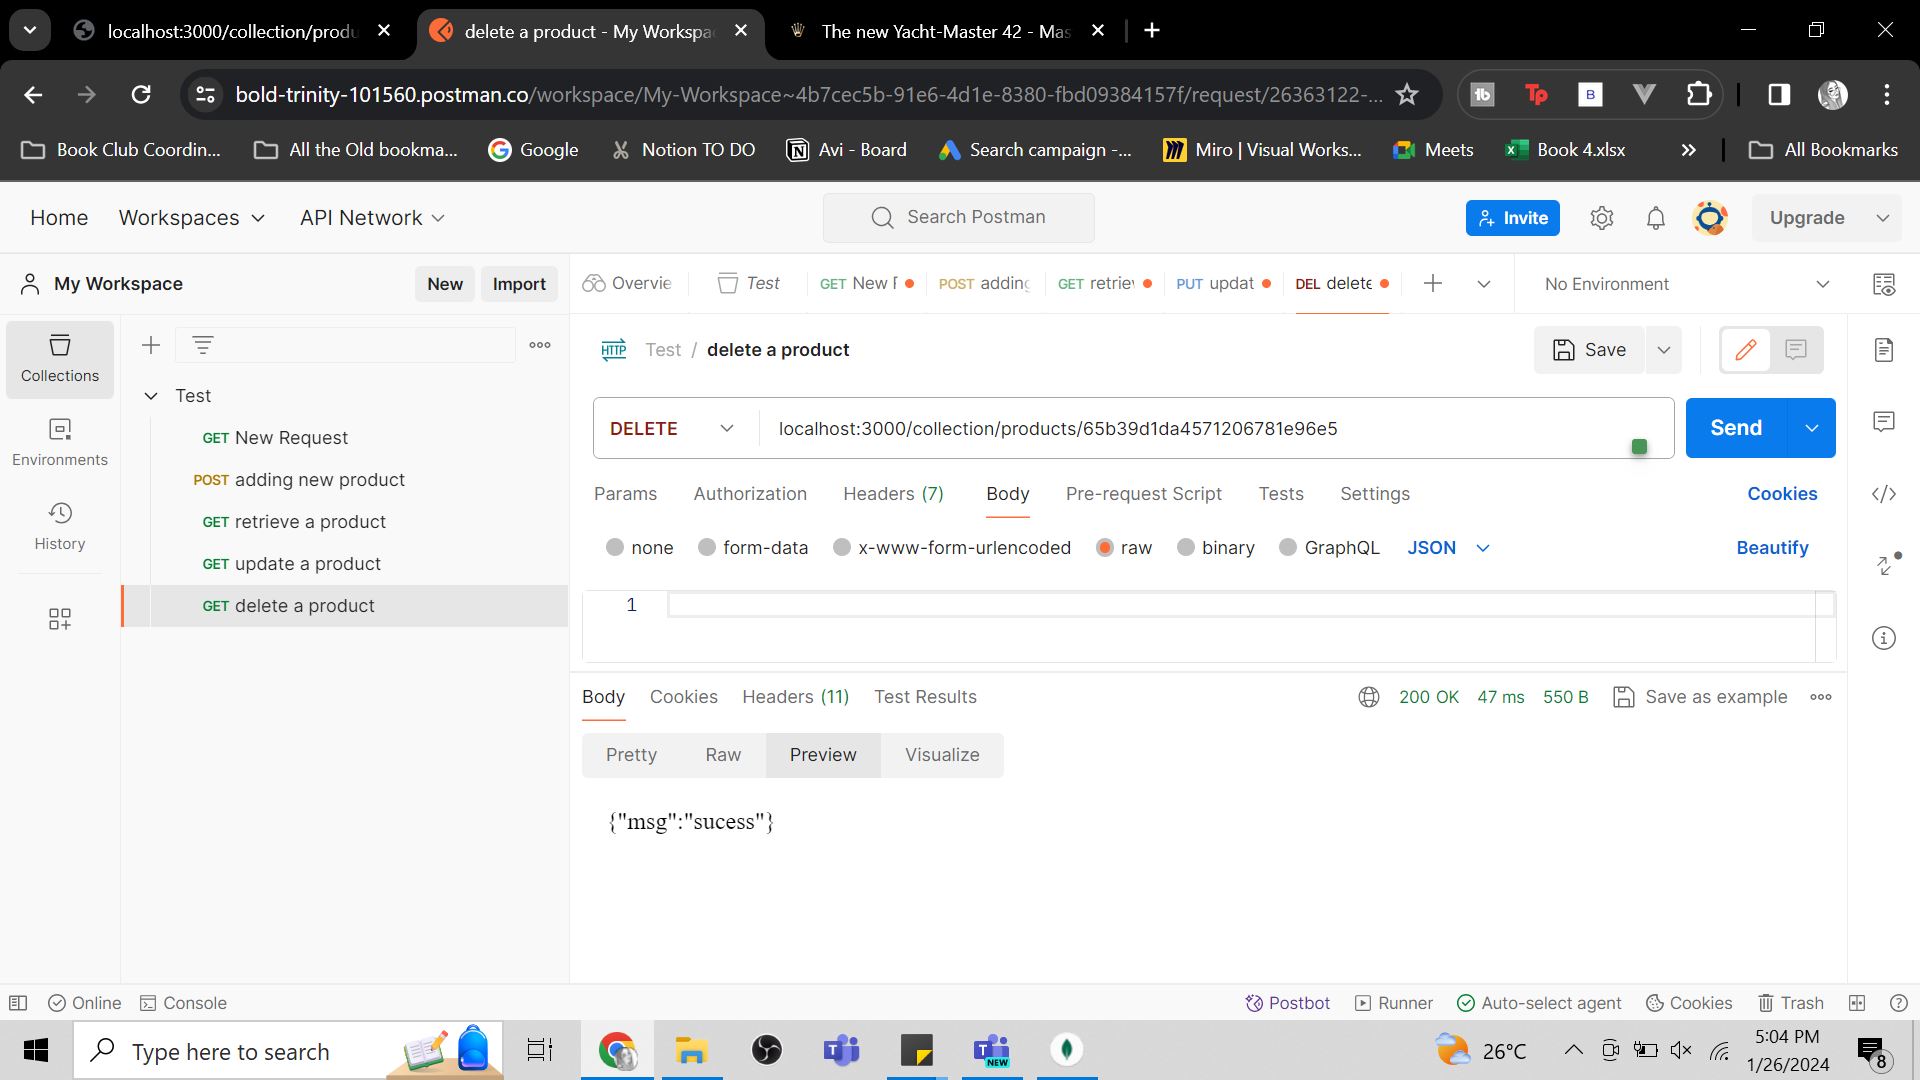 localhost:3000/collection/produ
delete a product - My Workspa
The new Yacht-Master 42 - Mas
bold-trinity-101560.postman.co/workspace/My-Workspace~4b7cec5b-91e6-4d1e-8380-fbd09384157f/request/26363122-...
Book Club Coordin... All the Old bookma... Google Notion TO DO Avi - Board Search campaign -... Miro | Visual Works... Meets Book 4.xlsx » All Bookmarks
Home Workspaces API Network Search Postman Invite Upgrade
My Workspace New Import Overvie Test GET New F POST adding GET retriev PUT updat DEL delete No Environment
Collections
Environments
History
Test
GET New Request
POST adding new product
GET retrieve a product
GET update a product
GET delete a product
HTTP Test / delete a product Save
DELETE localhost:3000/collection/products/65b39d1da4571206781e96e5 Send
Params Authorization Headers (7) Body Pre-request Script Tests Settings Cookies
none form-data x-www-form-urlencoded raw binary GraphQL JSON Beautify
1
Body Cookies Headers (11) Test Results 200 OK 47 ms 550 B Save as example
Pretty Raw Preview Visualize
{"msg":"sucess"}
Online Console Postbot Runner Auto-select agent Cookies Trash
Type here to search NEW 26°C 5:04 PM
1/26/2024 8